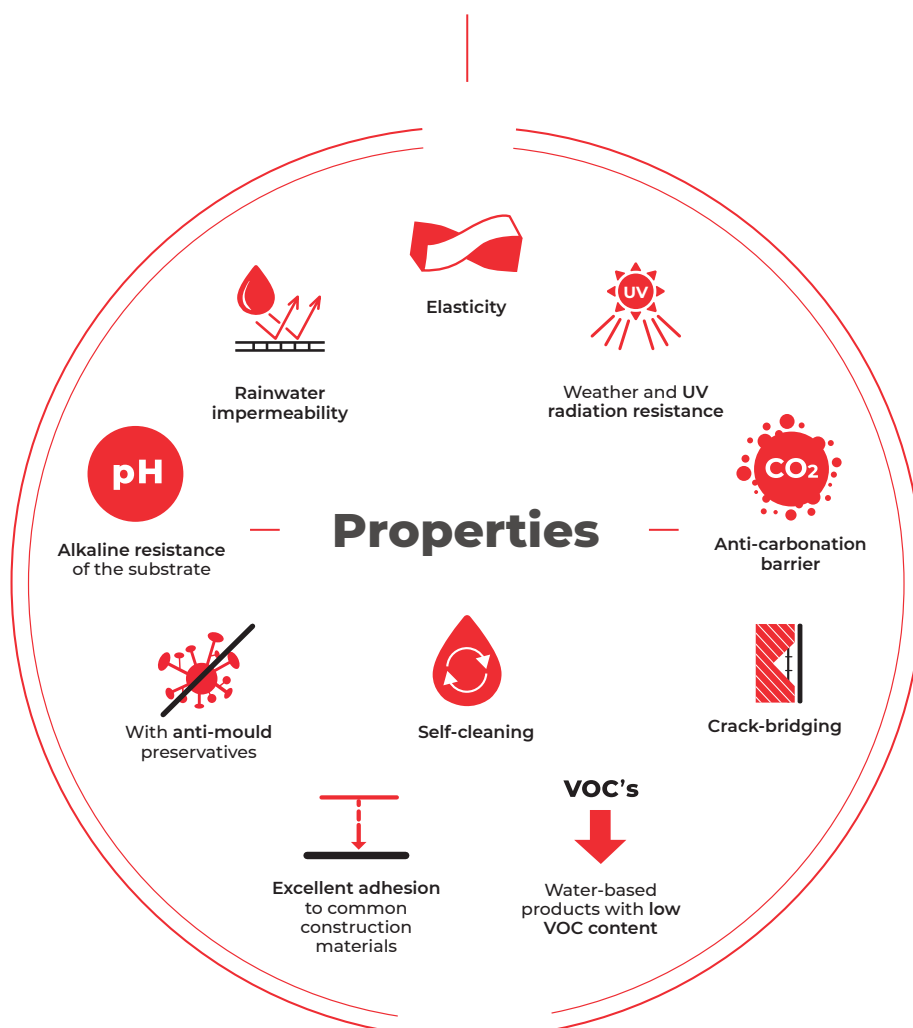 Elasticity
UV
Rainwater
impermeability
Weather and UV
radiation resistance
pH
Alkaline resistance
of the substrate
Properties
CO2
Anti-carbonation
barrier
With anti-mould
preservatives
Self-cleaning
Crack-bridging
Excellent adhesion
to common
construction
materials
VOC's
Water-based
products with low
VOC content